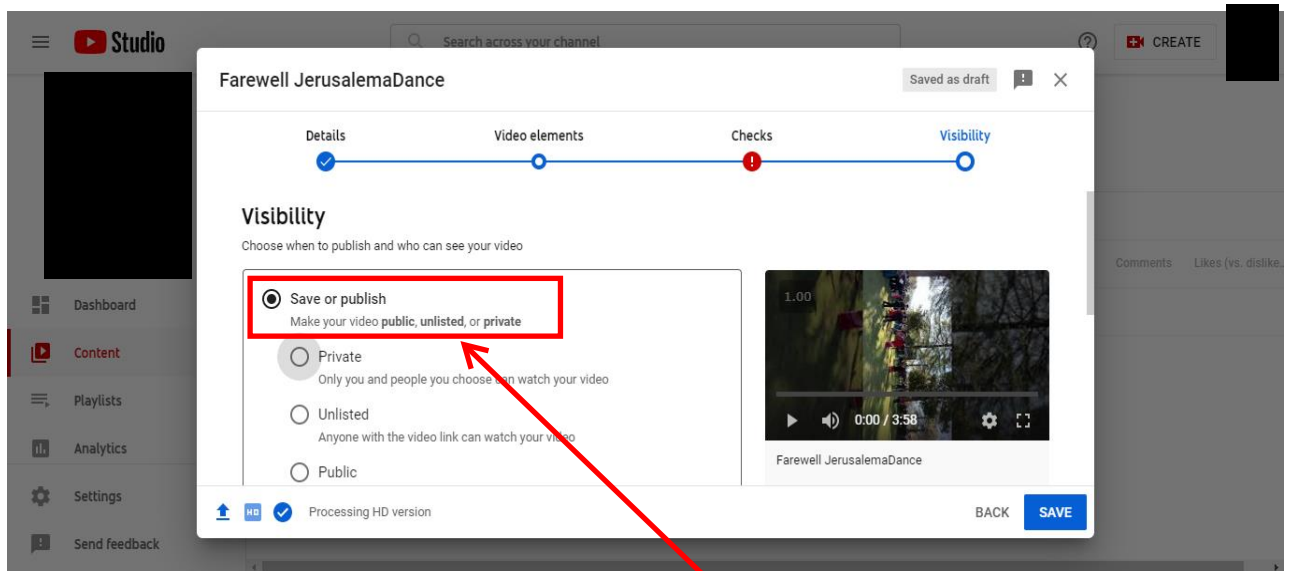 Studio
Search across your channel
CREATE
Farewell JerusalemaDance
Saved as draft
Details
Video elements
Checks
Visibility
Visibility
Choose when to publish and who can see your video
Comments
Likes (vs. dislike..
Save or publish
Make your video public, unlisted, or private
Private
Only you and people you choose can watch your video
Unlisted
Anyone with the video link can watch your video
Public
1.00
0:00 / 3:58
Farewell JerusalemaDance
Dashboard
Content
Playlists
Analytics
Settings
Send feedback
HD
Processing HD version
BACK
SAVE